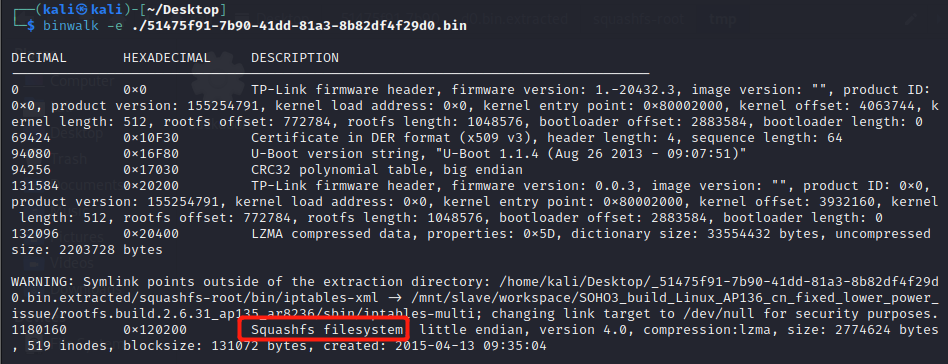 (kali㉿kali)-[~/Desktop]
$ binwalk -e ./51475f91-7b90-41dd-81a3-8b82df4f29d0.bin
DECIMAL       HEXADECIMAL     DESCRIPTION
0             0×0             TP-Link firmware header, firmware version: 1.-20432.3, image version: "", product ID:
0×0, product version: 155254791, kernel load address: 0×0, kernel entry point: 0×80002000, kernel offset: 4063744, k
ernel length: 512, rootfs offset: 772784, rootfs length: 1048576, bootloader offset: 2883584, bootloader length: 0
69424         0×10F30         Certificate in DER format (x509 v3), header length: 4, sequence length: 64
94080         0×16F80         U-Boot version string, "U-Boot 1.1.4 (Aug 26 2013 - 09:07:51)"
94256         0×17030         CRC32 polynomial table, big endian
131584        0×20200         TP-Link firmware header, firmware version: 0.0.3, image version: "", product ID: 0×0,
product version: 155254791, kernel load address: 0×0, kernel entry point: 0×80002000, kernel offset: 3932160, kernel
length: 512, rootfs offset: 772784, rootfs length: 1048576, bootloader offset: 2883584, bootloader length: 0
132096        0×20400         LZMA compressed data, properties: 0×5D, dictionary size: 33554432 bytes, uncompressed
size: 2203728 bytes
WARNING: Symlink points outside of the extraction directory: /home/kali/Desktop/_51475f91-7b90-41dd-81a3-8b82df4f29d
0.bin.extracted/squashfs-root/bin/iptables-xml → /mnt/slave/workspace/SOHO3_build_Linux_AP136_cn_fixed_lower_power_
issue/rootfs.build.2.6.31_ap135_ar8236/sbin/iptables-multi; changing link target to /dev/null for security purposes.
1180160       0×120200        Squashfs filesystem, little endian, version 4.0, compression:lzma, size: 2774624 bytes
, 519 inodes, blocksize: 131072 bytes, created: 2015-04-13 09:35:04